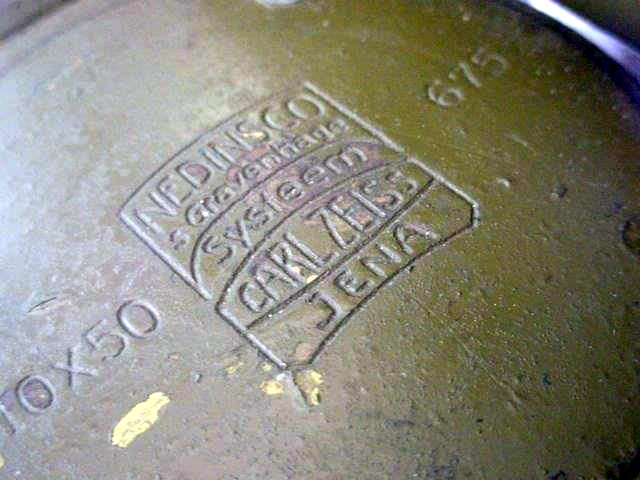 675
NEDINSCO
s Gravenhage
Systeem
CARL ZEISS
JENA
10X50